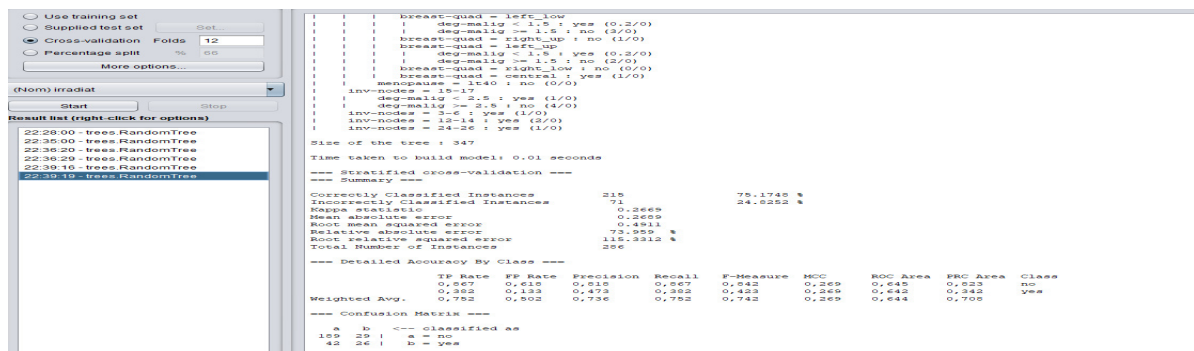 Use training set
Supplied test set Set...
Cross-validation Folds 12
Percentage split % 66
More options...
(Nom) irradiat
Start Stop
Result list (right-click for options)
22:28:00 - trees.RandomTree
22:35:00 - trees.RandomTree
22:36:20 - trees.RandomTree
22:36:29 - trees.RandomTree
22:39:16 - trees.RandomTree
22:39:19 - trees.RandomTree
| | | breast-quad = left_low
| | | | deg-malig < 1.5 : yes (0.2/0)
| | | | deg-malig >= 1.5 : no (3/0)
| | | breast-quad = right_up : no (1/0)
| | | breast-quad = left_up
| | | | deg-malig < 1.5 : yes (0.2/0)
| | | | deg-malig >= 1.5 : no (2/0)
| | | breast-quad = right_low : no (0/0)
| | | breast-quad = central : yes (1/0)
| | menopause = lt40 : no (0/0)
| inv-nodes = 15-17
| | deg-malig < 2.5 : yes (1/0)
| | deg-malig >= 2.5 : no (4/0)
| inv-nodes = 3-6 : yes (1/0)
| inv-nodes = 12-14 : yes (2/0)
| inv-nodes = 24-26 : yes (1/0)
Size of the tree : 347
Time taken to build model: 0.01 seconds
=== Stratified cross-validation ===
=== Summary ===
Correctly Classified Instances 215 75.1748 %
Incorrectly Classified Instances 71 24.8252 %
Kappa statistic 0.2669
Mean absolute error 0.2689
Root mean squared error 0.4911
Relative absolute error 73.959 %
Root relative squared error 115.3312 %
Total Number of Instances 286
=== Detailed Accuracy By Class ===
TP Rate FP Rate Precision Recall F-Measure MCC ROC Area PRC Area Class
0,867 0,618 0,818 0,867 0,842 0,269 0,645 0,823 no
0,382 0,133 0,473 0,382 0,423 0,269 0,642 0,342 yes
Weighted Avg. 0,752 0,502 0,736 0,752 0,742 0,269 0,644 0,708
=== Confusion Matrix ===
a b <-- classified as
189 29 | a = no
42 26 | b = yes